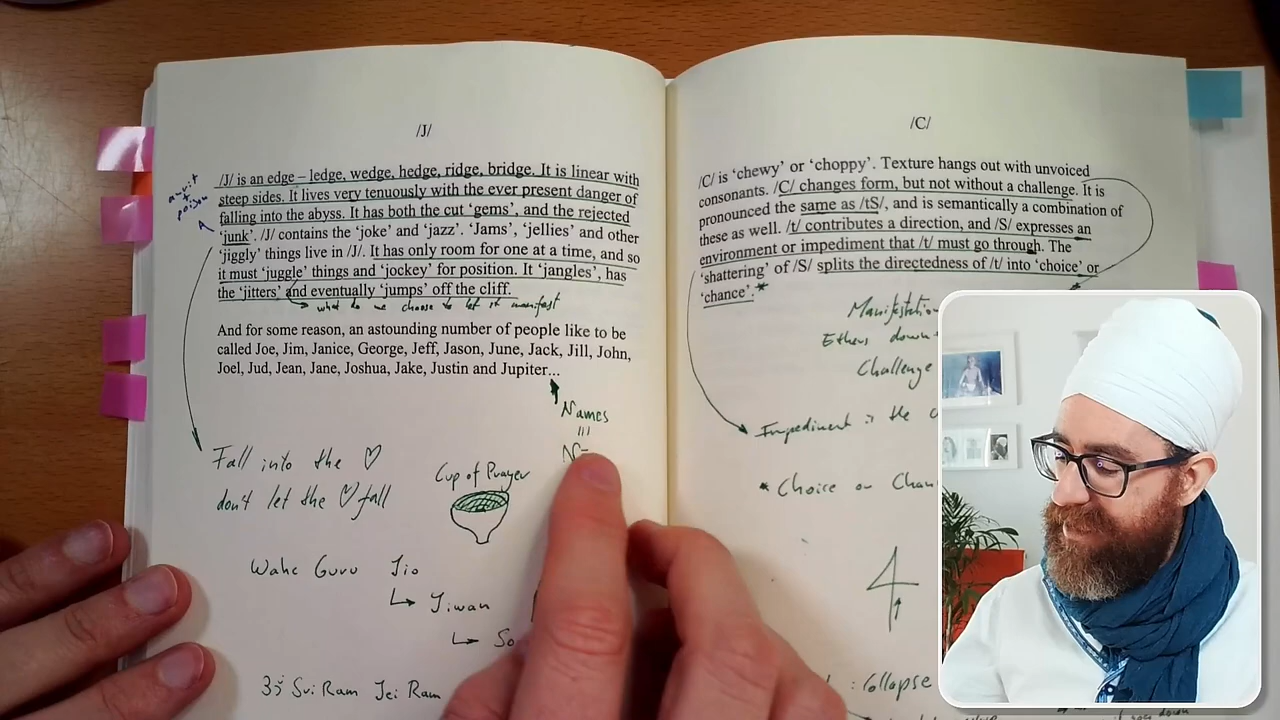 /J/
/J/ is an edge – ledge, wedge, hedge, ridge, bridge. It is linear with
steep sides. It lives very tenuously with the ever present danger of
falling into the abyss. It has both the cut ‘gems’, and the rejected
‘junk’. /J/ contains the ‘joke’ and ‘jazz’. ‘Jams’, ‘jellies’ and other
‘jiggly’ things live in /J/. It has only room for one at a time, and so
it must ‘juggle’ things and ‘jockey’ for position. It ‘jangles’, has
the ‘jitters’ and eventually ‘jumps’ off the cliff.
what do we choose to let it manifest
And for some reason, an astounding number of people like to be
called Joe, Jim, Janice, George, Jeff, Jason, June, Jack, Jill, John,
Joel, Jud, Jean, Jane, Joshua, Jake, Justin and Jupiter...
poison
Names
Fall into the ♡
don't let the ♡ fall
Cup of Prayer
Wahe Guru Jio
Jiwan
So
Sri Ram Jei Ram
/C/
/C/ is ‘chewy’ or ‘choppy’. Texture hangs out with unvoiced
consonants. /C/ changes form, but not without a challenge. It is
pronounced the same as /tS/, and is semantically a combination of
these as well. /t/ contributes a direction, and /S/ expresses an
environment or impediment that /t/ must go through. The
‘shattering’ of /S/ splits the directedness of /t/ into ‘choice’ or
‘chance’.*
Manifestation
Ethers down
Challenge
Impediment is the
* Choice or Chan
: Collapse